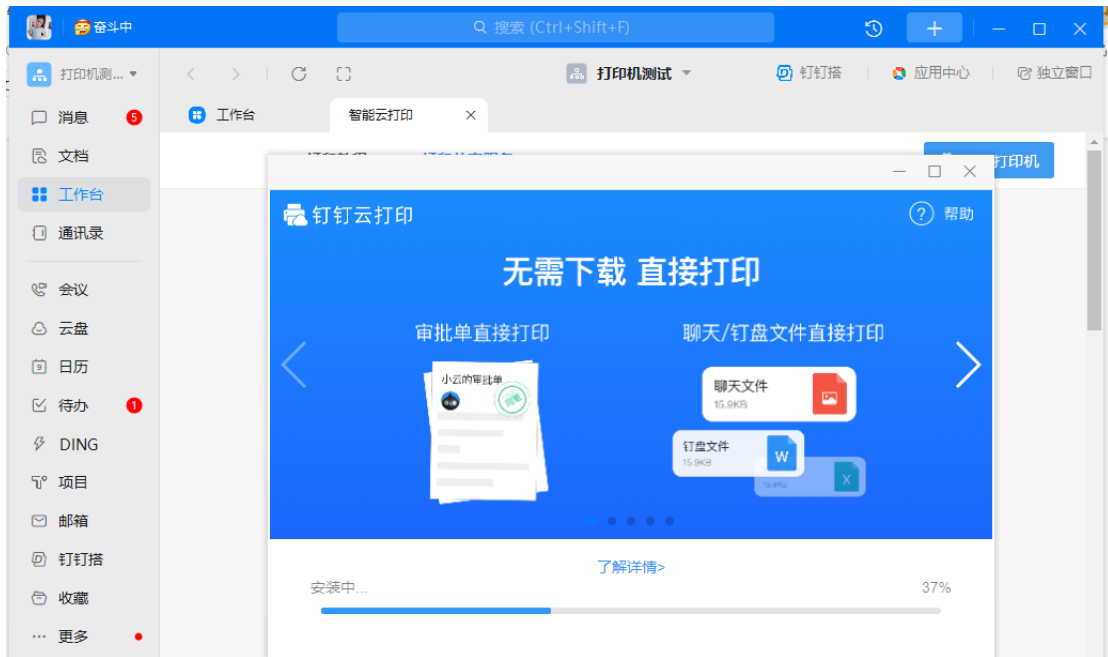 奋斗中
搜索 (Ctrl+Shift+F)
打印机测...
打印机测试
钉钉搭
应用中心
独立窗口
消息 5
工作台
智能云打印
文档
打印机
工作台
通讯录
钉钉云打印
帮助
无需下载 直接打印
会议
审批单直接打印
聊天/钉盘文件直接打印
云盘
日历
小云的审批单
聊天文件
15.9KB
待办 1
DING
钉盘文件
15.9KB
W
X
15.9KB
项目
邮箱
钉钉搭
了解详情>
安装中...
37%
收藏
更多